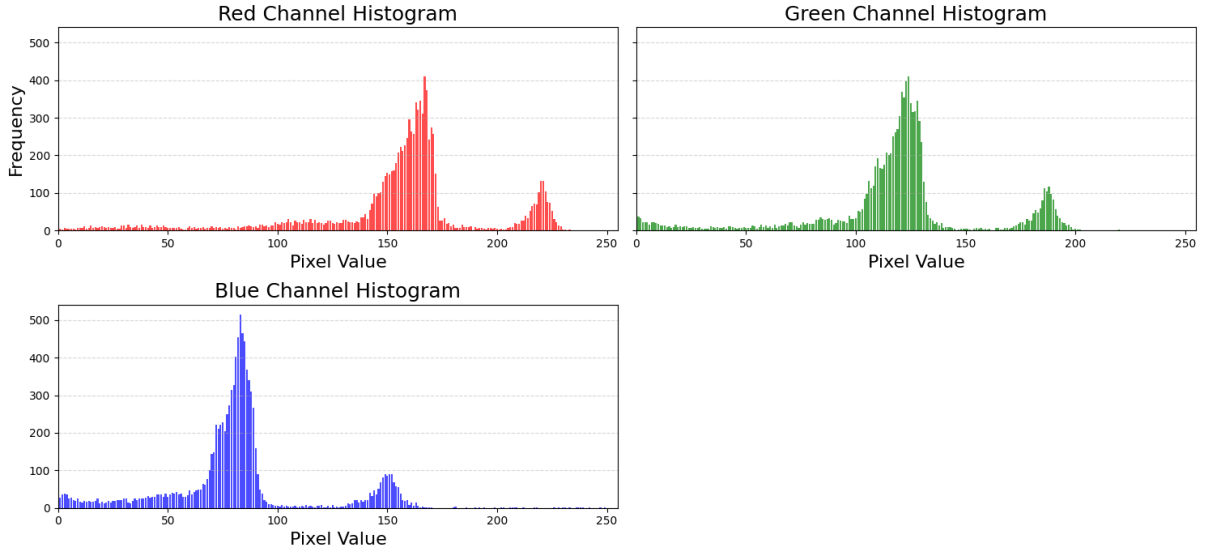 Red Channel Histogram
Green Channel Histogram
500
400
300
200
100
0
Frequency
0 50 100 150 200 250
0 50 100 150 200 250
Pixel Value
Pixel Value
Blue Channel Histogram
500
400
300
200
100
0
0 50 100 150 200 250
Pixel Value